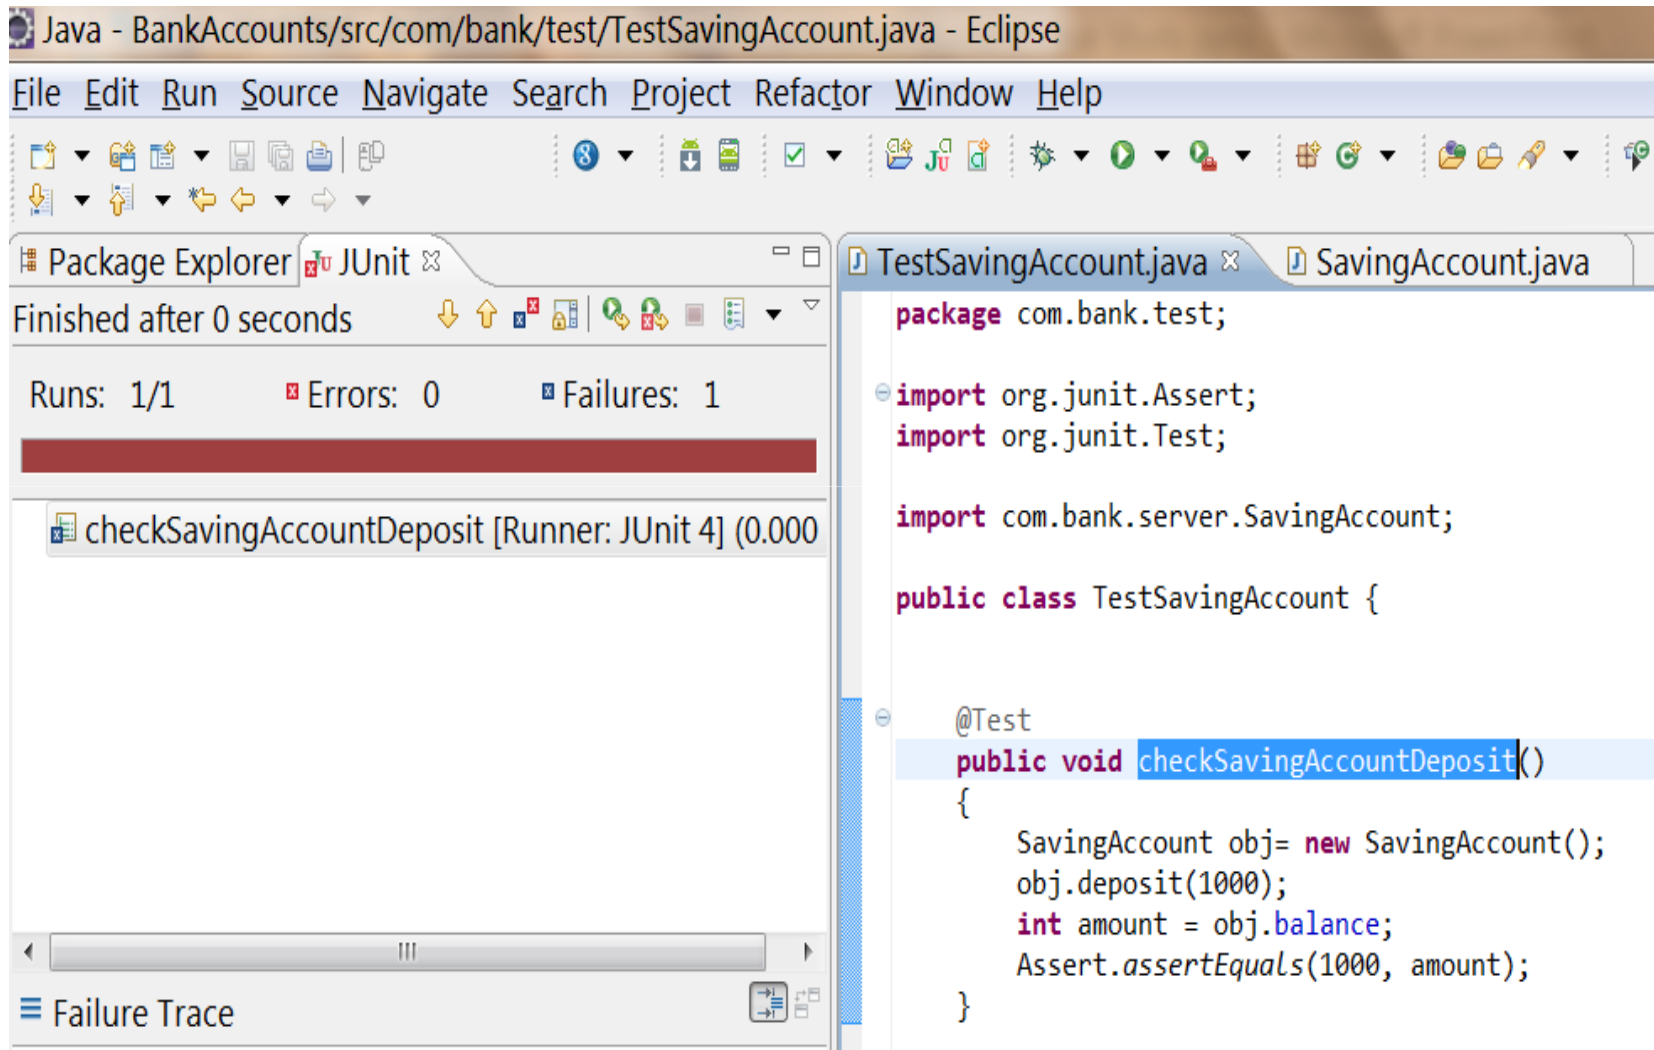 Java - BankAccounts/src/com/bank/test/TestSavingAccount.java - Eclipse
File Edit Run Source Navigate Search Project Refactor Window Help
Package Explorer JUnit
Finished after 0 seconds
Runs: 1/1 Errors: 0 Failures: 1
checkSavingAccountDeposit [Runner: JUnit 4] (0.000
Failure Trace
TestSavingAccount.java SavingAccount.java
package com.bank.test;
import org.junit.Assert;
import org.junit.Test;
import com.bank.server.SavingAccount;
public class TestSavingAccount {
@Test
public void checkSavingAccountDeposit()
{
SavingAccount obj= new SavingAccount();
obj.deposit(1000);
int amount = obj.balance;
Assert.assertEquals(1000, amount);
}